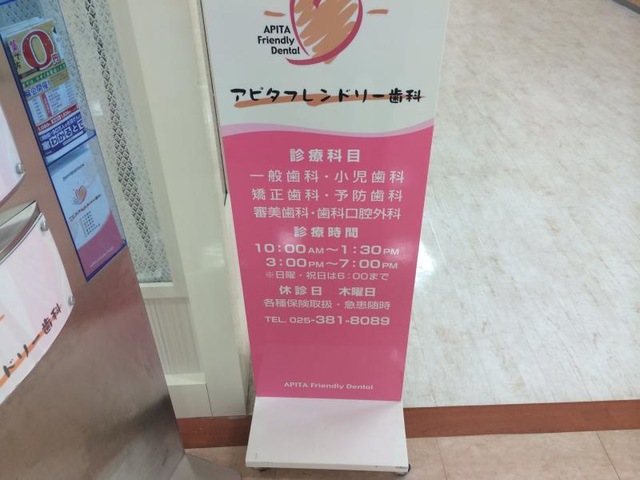 APITA
Friendly
Dental
アピタフレンドリー歯科
診療科目
一般歯科・小児歯科
矯正歯科・予防歯科
審美歯科・歯科口腔外科
診療時間
10:00AM～1:30PM
3:00PM～7:00PM
※日曜・祝日は6:00まで
休診日 木曜日
各種保険取扱・急患随時
TEL. 025-381-8089
APITA Friendly Dental
ドリー歯科